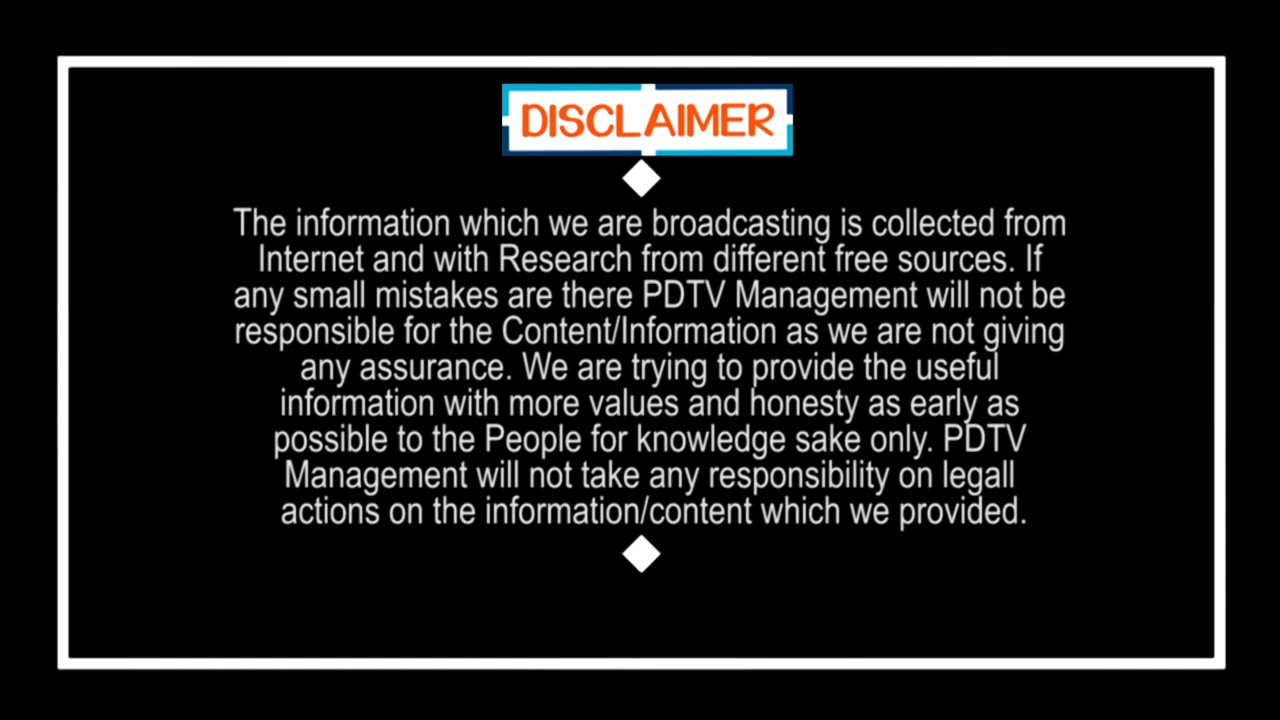 DISCLAIMER
The information which we are broadcasting is collected from
Internet and with Research from different free sources. If
any small mistakes are there PDTV Management will not be
responsible for the Content/Information as we are not giving
any assurance. We are trying to provide the useful
information with more values and honesty as early as
possible to the People for knowledge sake only. PDTV
Management will not take any responsibility on legall
actions on the information/content which we provided.